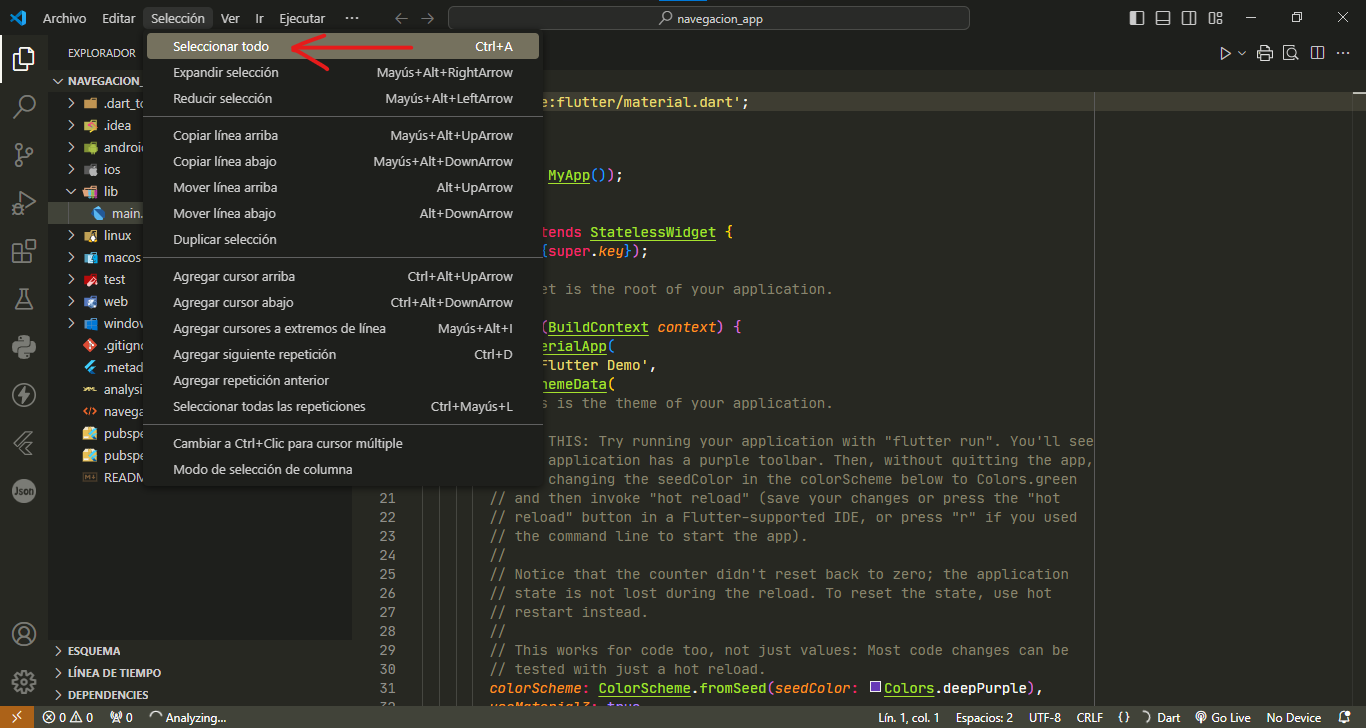 Archivo Editar Selección Ver Ir Ejecutar ··· navegacion_app
EXPLORADOR
NAVEGACION_
.dart_to
.idea
androi
ios
lib
main.
linux
macos
test
web
window
.gitigno
.metad
analysi
navega
pubspe
pubspe
READM
ESQUEMA
LÍNEA DE TIEMPO
DEPENDENCIES
Json
Seleccionar todo Ctrl+A
Expandir selección Mayús+Alt+RightArrow
Reducir selección Mayús+Alt+LeftArrow
Copiar línea arriba Mayús+Alt+UpArrow
Copiar línea abajo Mayús+Alt+DownArrow
Mover línea arriba Alt+UpArrow
Mover línea abajo Alt+DownArrow
Duplicar selección
Agregar cursor arriba Ctrl+Alt+UpArrow
Agregar cursor abajo Ctrl+Alt+DownArrow
Agregar cursores a extremos de línea Mayús+Alt+I
Agregar siguiente repetición Ctrl+D
Agregar repetición anterior
Seleccionar todas las repeticiones Ctrl+Mayús+L
Cambiar a Ctrl+Clic para cursor múltiple
Modo de selección de columna
e:flutter/material.dart';
MyApp());
tends StatelessWidget {
{super.key});
et is the root of your application.
(BuildContext context) {
erialApp(
Flutter Demo',
hemeData(
s is the theme of your application.
THIS: Try running your application with "flutter run". You'll see
application has a purple toolbar. Then, without quitting the app,
changing the seedColor in the colorScheme below to Colors.green
21 // and then invoke "hot reload" (save your changes or press the "hot
22 // reload" button in a Flutter-supported IDE, or press "r" if you used
23 // the command line to start the app).
24 //
25 // Notice that the counter didn't reset back to zero; the application
26 // state is not lost during the reload. To reset the state, use hot
27 // restart instead.
28 //
29 // This works for code too, not just values: Most code changes can be
30 // tested with just a hot reload.
31 colorScheme: ColorScheme.fromSeed(seedColor: Colors.deepPurple),
32 useMaterial3: true
0 0 0 Analyzing... Lín. 1, col. 1 Espacios: 2 UTF-8 CRLF {} Dart Go Live No Device